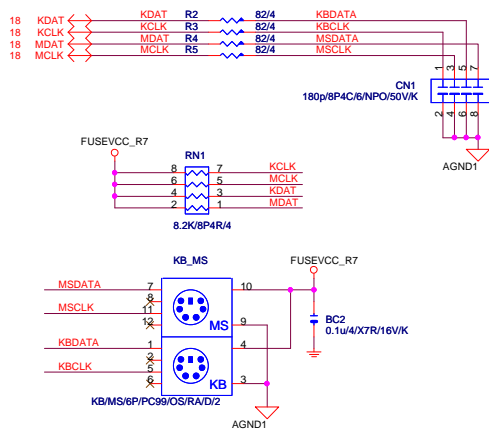 18 KDAT KDAT R2 82/4 KBDATA
18 KCLK KCLK R3 82/4 KBCLK
18 MDAT MDAT R4 82/4 MSDATA
18 MCLK MCLK R5 82/4 MSCLK
1 3 5 7
CN1
180p/8P4C/6/NPO/50V/K
2 4 6 8
AGND1
FUSEVCC_R7
RN1
8 7 KCLK
6 5 MCLK
4 3 KDAT
2 1 MDAT
8.2K/8P4R/4
KB_MS
FUSEVCC_R7
MSDATA 7 10
8
MSCLK 11
12 MS 9
BC2
0.1u/4/X7R/16V/K
KBDATA 1 4
2
KBCLK 5
6 KB 3
KB/MS/6P/PC99/OS/RA/D/2
AGND1